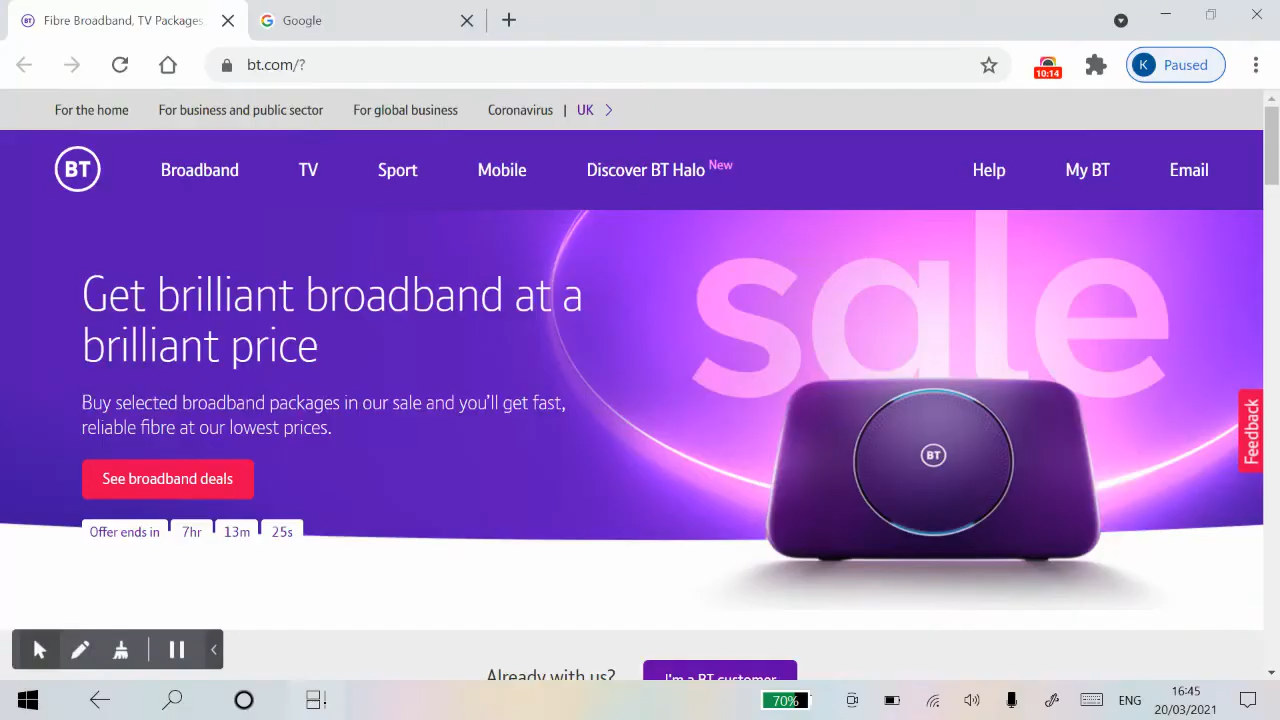 Fibre Broadband, TV Packages
Google
bt.com/?
10:14
K Paused
For the home For business and public sector For global business Coronavirus | UK
BT Broadband TV Sport Mobile Discover BT Halo New Help My BT Email
sale
Get brilliant broadband at a
brilliant price
Buy selected broadband packages in our sale and you'll get fast,
reliable fibre at our lowest prices.
Feedback
BT
See broadband deals
Offer ends in 7hr 13m 25s
Already with us? I'm a BT customer
70% ENG 16:45
20/03/2021